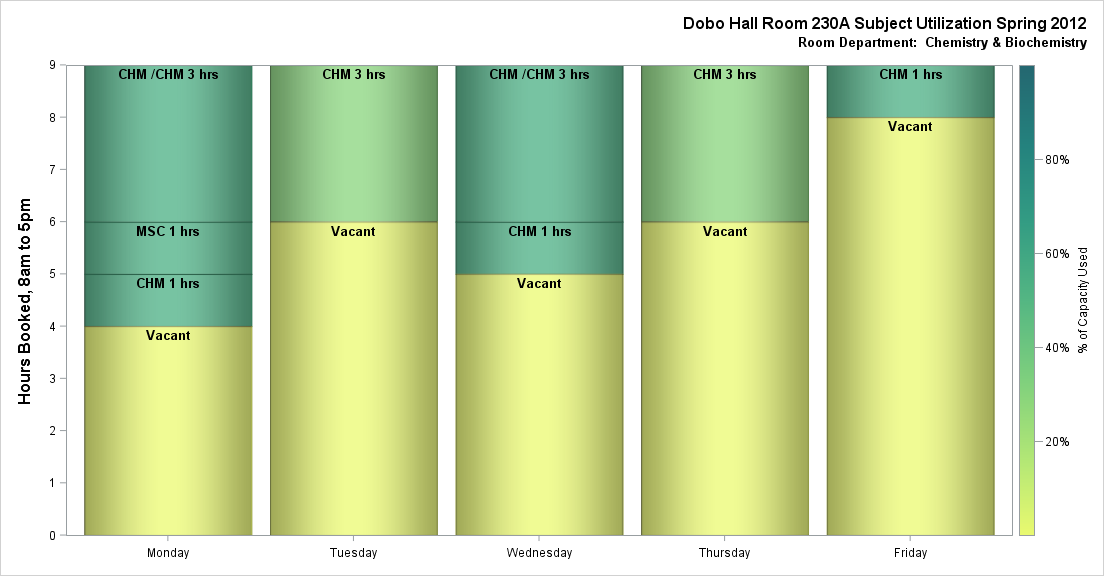 Dobo Hall Room 230A Subject Utilization Spring 2012
Room Department:  Chemistry & Biochemistry
Hours Booked, 8am to 5pm
9
8
7
6
5
4
3
2
1
0
CHM /CHM 3 hrs
MSC 1 hrs
CHM 1 hrs
Vacant
CHM 3 hrs
Vacant
CHM /CHM 3 hrs
CHM 1 hrs
Vacant
CHM 3 hrs
Vacant
CHM 1 hrs
Vacant
Monday
Tuesday
Wednesday
Thursday
Friday
80%
60%
40%
20%
% of Capacity Used